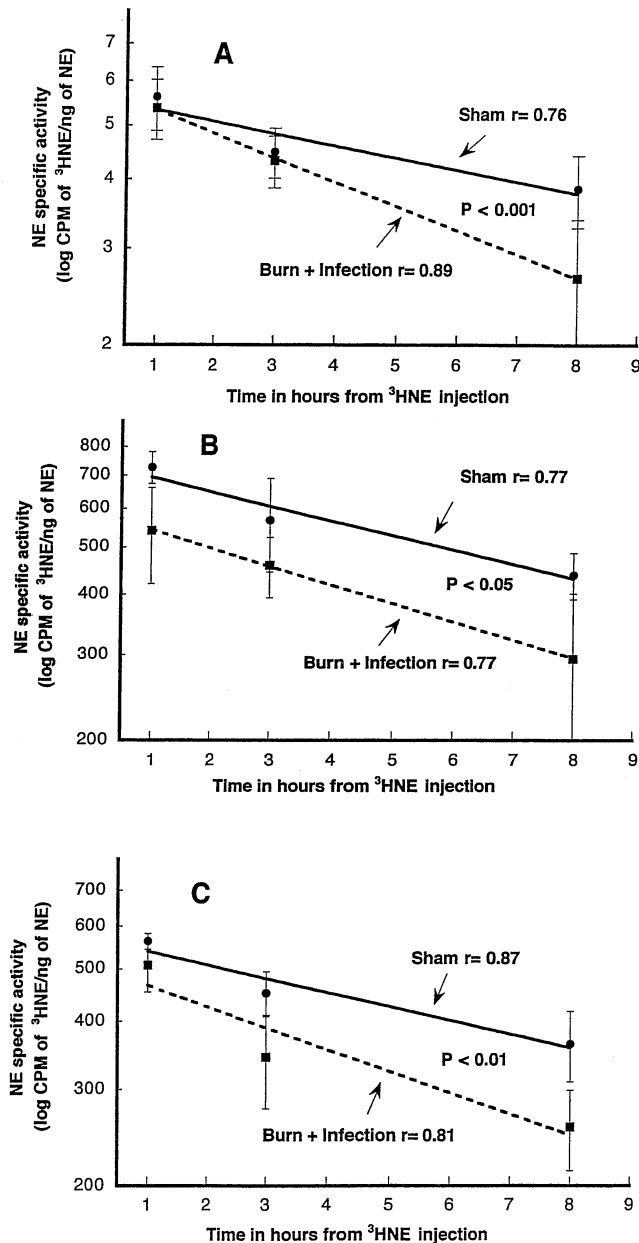 A
NE specific activity
(log CPM of ³HNE/ng of NE)
7
6
5
4
3
2
Sham r= 0.76
P < 0.001
Burn + Infection r= 0.89
1 2 3 4 5 6 7 8 9
Time in hours from ³HNE injection
B
NE specific activity
(log CPM of ³HNE/ng of NE)
800
700
600
500
400
300
200
Sham r= 0.77
P < 0.05
Burn + Infection r= 0.77
1 2 3 4 5 6 7 8 9
Time in hours from ³HNE injection
C
NE specific activity
(log CPM of ³HNE/ng of NE)
700
600
500
400
300
200
Sham r= 0.87
P < 0.01
Burn + Infection r= 0.81
1 2 3 4 5 6 7 8 9
Time in hours from ³HNE injection